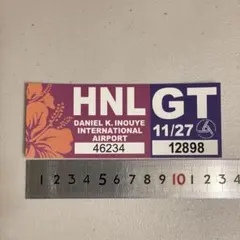 HNL GT
DANIEL K. INOUYE
INTERNATIONAL
AIRPORT 11/27
46234 12898
1 2 3 4 5 6 7 8 9 10 1 2 3 4 5